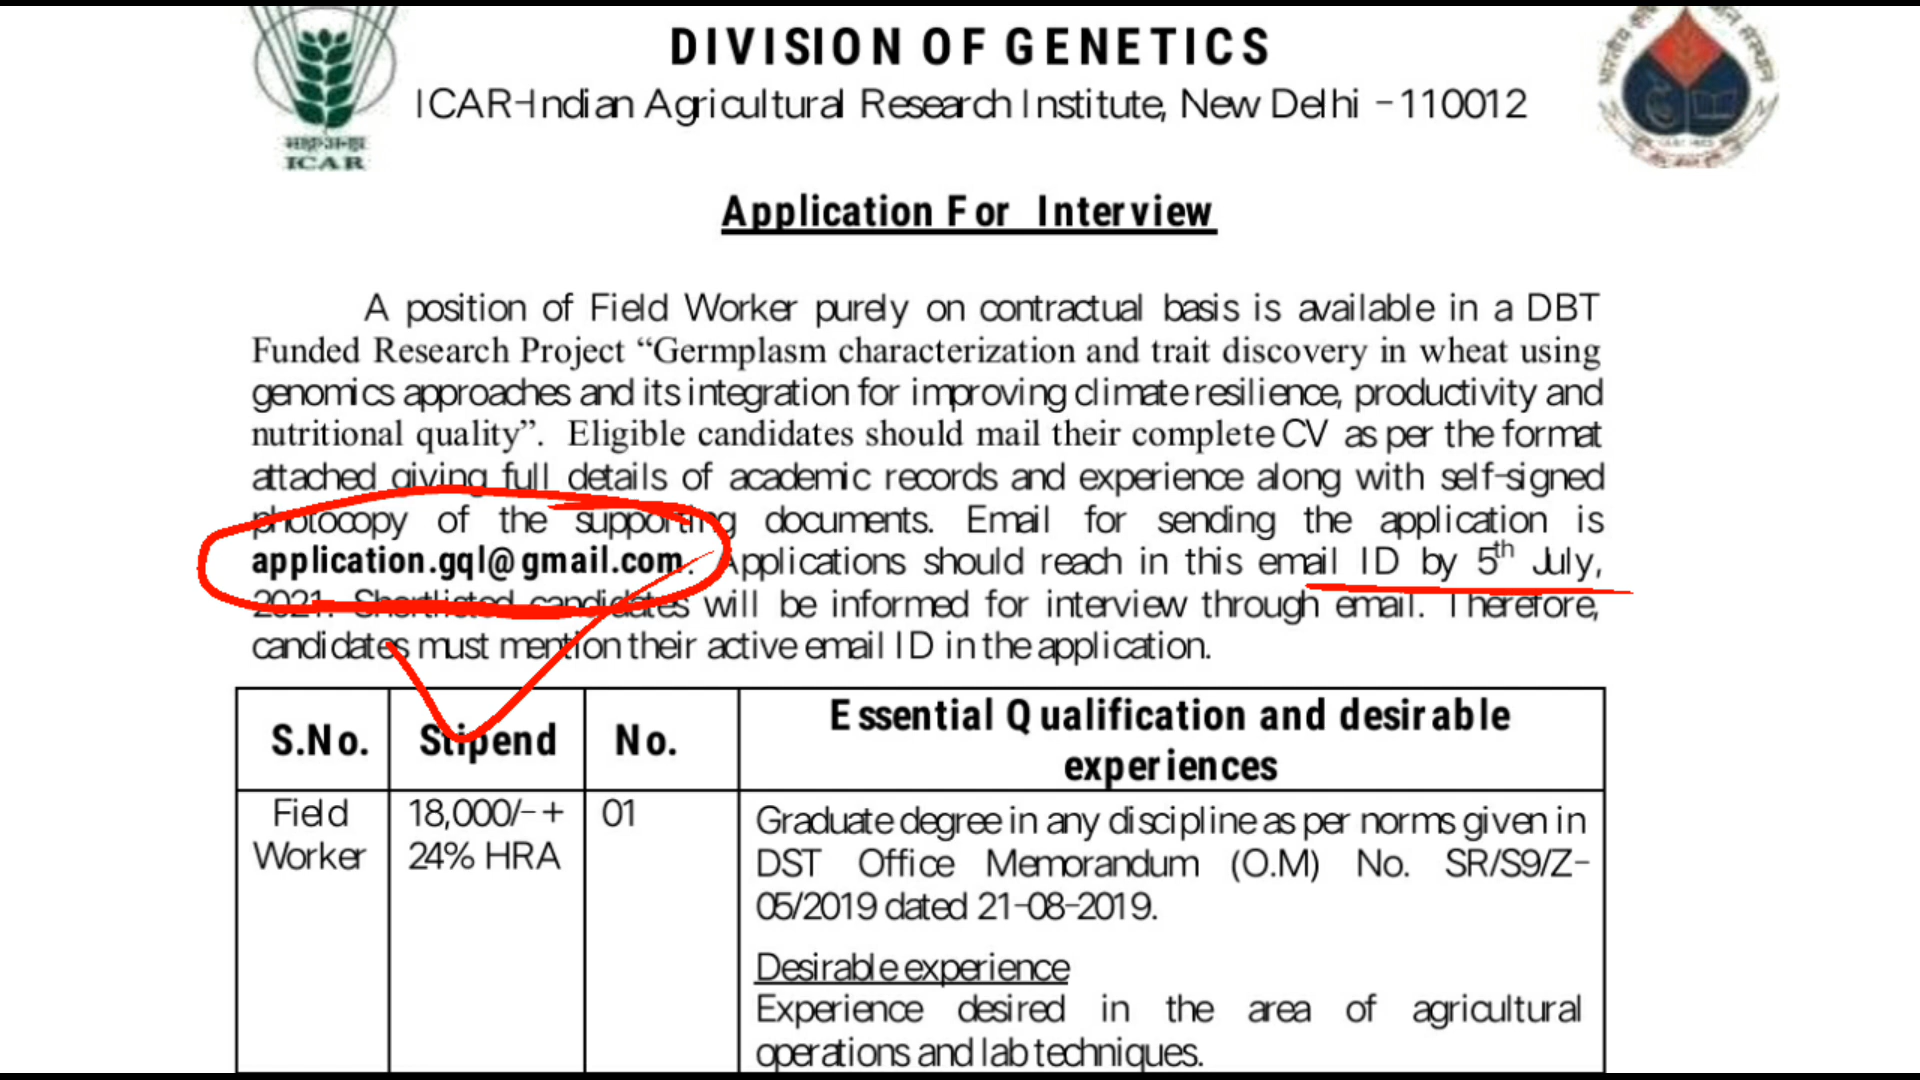 DIVISION OF GENETICS
ICAR-Indian Agricultural Research Institute, New Delhi - 110012
ICAR
Application For Interview
A position of Field Worker purely on contractual basis is available in a DBT
Funded Research Project “Germplasm characterization and trait discovery in wheat using
genomics approaches and its integration for improving climate resilience, productivity and
nutritional quality”. Eligible candidates should mail their complete CV as per the format
attached giving full details of academic records and experience along with self-signed
photocopy of the supporting documents. Email for sending the application is
application.gql@gmail.com. Applications should reach in this email ID by 5th July,
2021. Shortlisted candidates will be informed for interview through email. Therefore,
candidates must mention their active email ID in the application.
S.No. Stipend No. Essential Qualification and desirable
experiences
Field 18,000/-+ 01 Graduate degree in any discipline as per norms given in
Worker 24% HRA DST Office Memorandum (O.M) No. SR/S9/Z-
05/2019 dated 21-08-2019.
Desirable experience
Experience desired in the area of agricultural
operations and lab techniques.